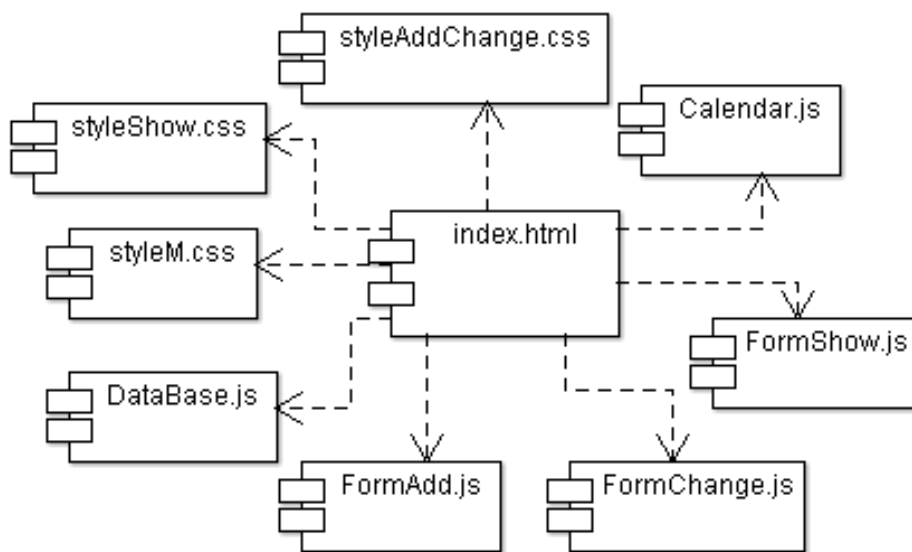 styleAddChange.css
Calendar.js
styleShow.css
index.html
styleM.css
FormShow.js
DataBase.js
FormAdd.js
FormChange.js